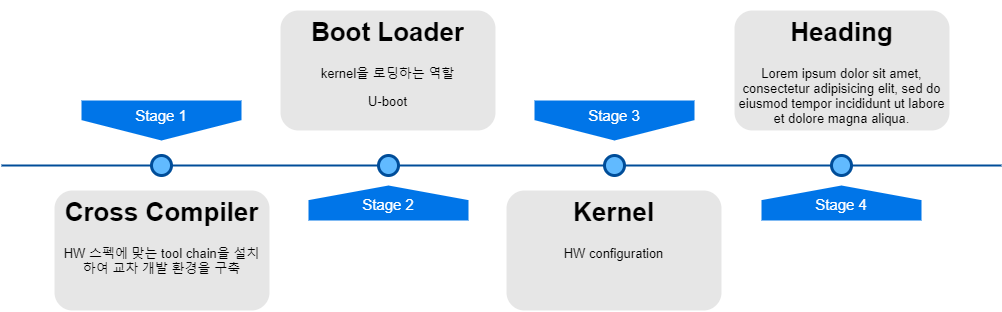 Boot Loader
kernel을 로딩하는 역할
U-boot
Heading
Lorem ipsum dolor sit amet,
consectetur adipisicing elit, sed do
eiusmod tempor incididunt ut labore
et dolore magna aliqua.
Stage 1
Stage 3
Stage 2
Stage 4
Cross Compiler
HW 스펙에 맞는 tool chain을 설치
하여 교차 개발 환경을 구축
Kernel
HW configuration